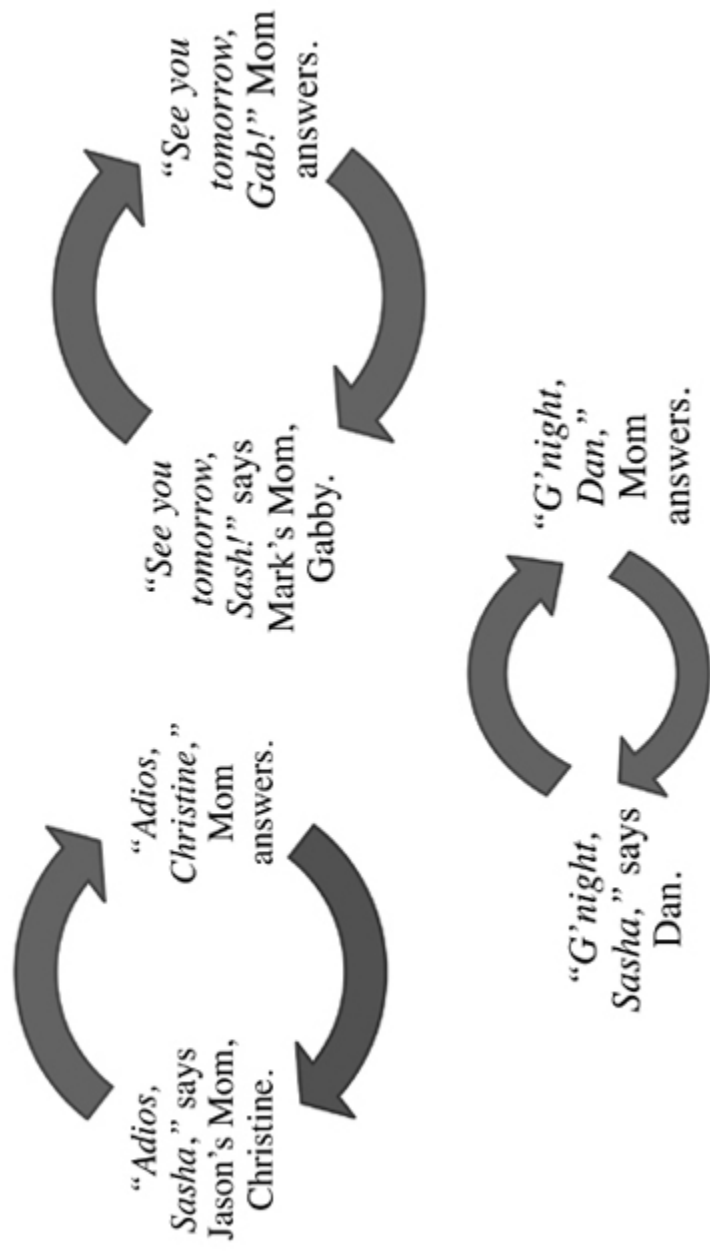 “Adios,
Sasha,” says
Jason’s Mom,
Christine.
“Adios,
Christine,”
Mom
answers.
“See you
tomorrow,
Sash!” says
Mark’s Mom,
Gabby.
“See you
tomorrow,
Gab!” Mom
answers.
“G’night,
Sasha,” says
Dan.
“G’night,
Dan,”
Mom
answers.